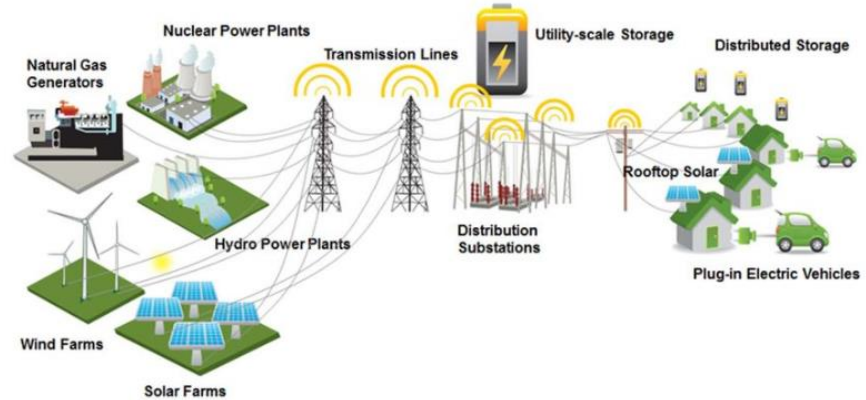 Nuclear Power Plants
Natural Gas
Generators
Transmission Lines
Utility-scale Storage
Distributed Storage
Rooftop Solar
Hydro Power Plants
Distribution
Substations
Plug-in Electric Vehicles
Wind Farms
Solar Farms